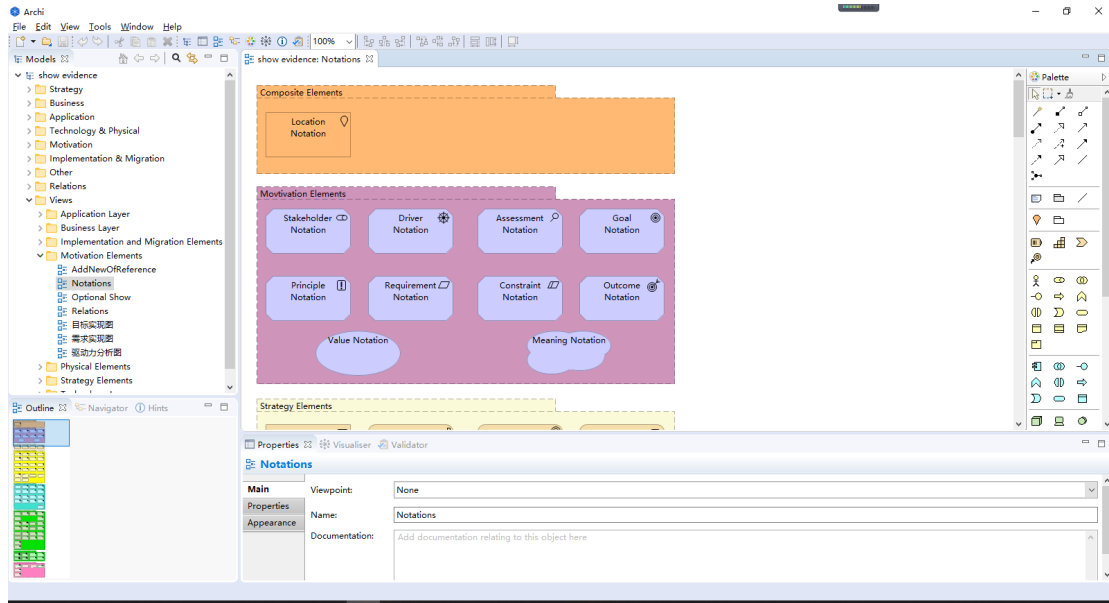 Archi
File Edit View Tools Window Help
100%
Models
show evidence
Strategy
Business
Application
Technology & Physical
Motivation
Implementation & Migration
Other
Relations
Views
Application Layer
Business Layer
Implementation and Migration Elements
Motivation Elements
AddNewOfReference
Notations
Optional Show
Relations
目标实现图
需求实现图
驱动力分析图
Physical Elements
Strategy Elements
show evidence: Notations
Composite Elements
Location
Notation
Movtivation Elements
Stakeholder Driver Assessment Goal
Notation Notation Notation Notation
Principle Requirement Constraint Outcome
Notation Notation Notation Notation
Value Notation Meaning Notation
Strategy Elements
Palette
Outline Navigator Hints
Properties Visualiser Validator
Notations
Main
Properties
Appearance
Viewpoint: None
Name: Notations
Documentation: Add documentation relating to this object here